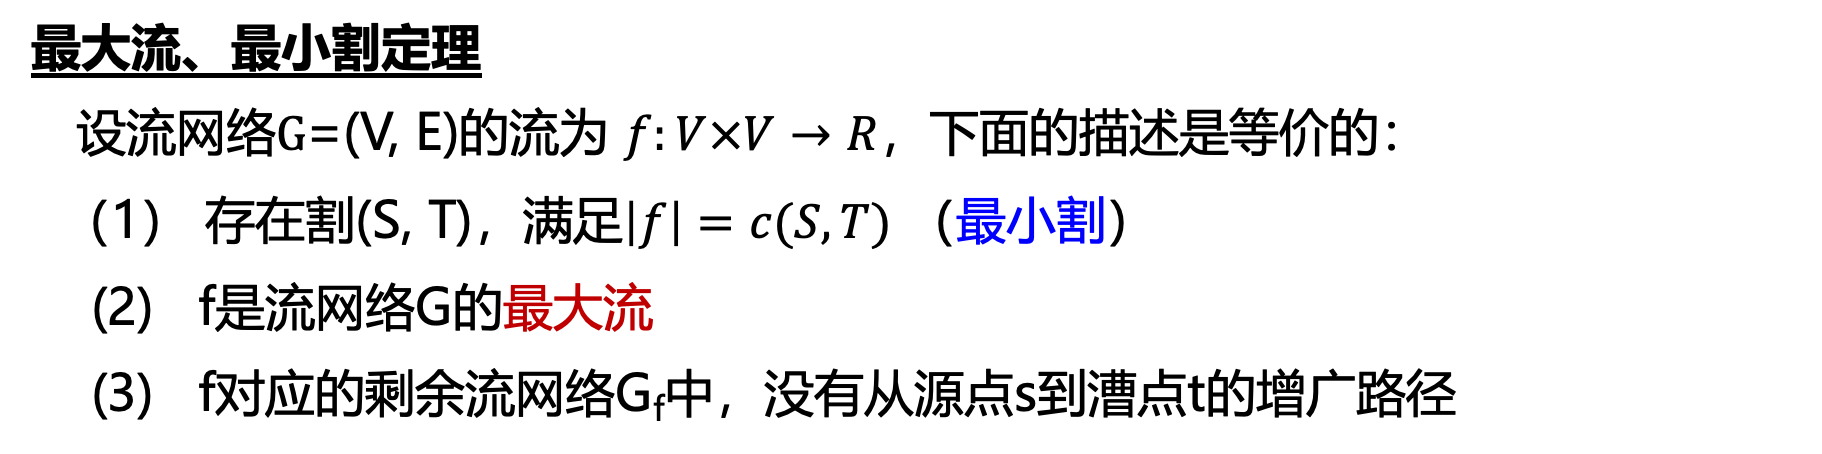 最大流、最小割定理
设流网络G=(V, E)的流为 f:V×V → R，下面的描述是等价的：
（1） 存在割(S, T)，满足|f| = c(S,T) （最小割）
(2) f是流网络G的最大流
(3) f对应的剩余流网络Gf中，没有从源点s到漕点t的增广路径